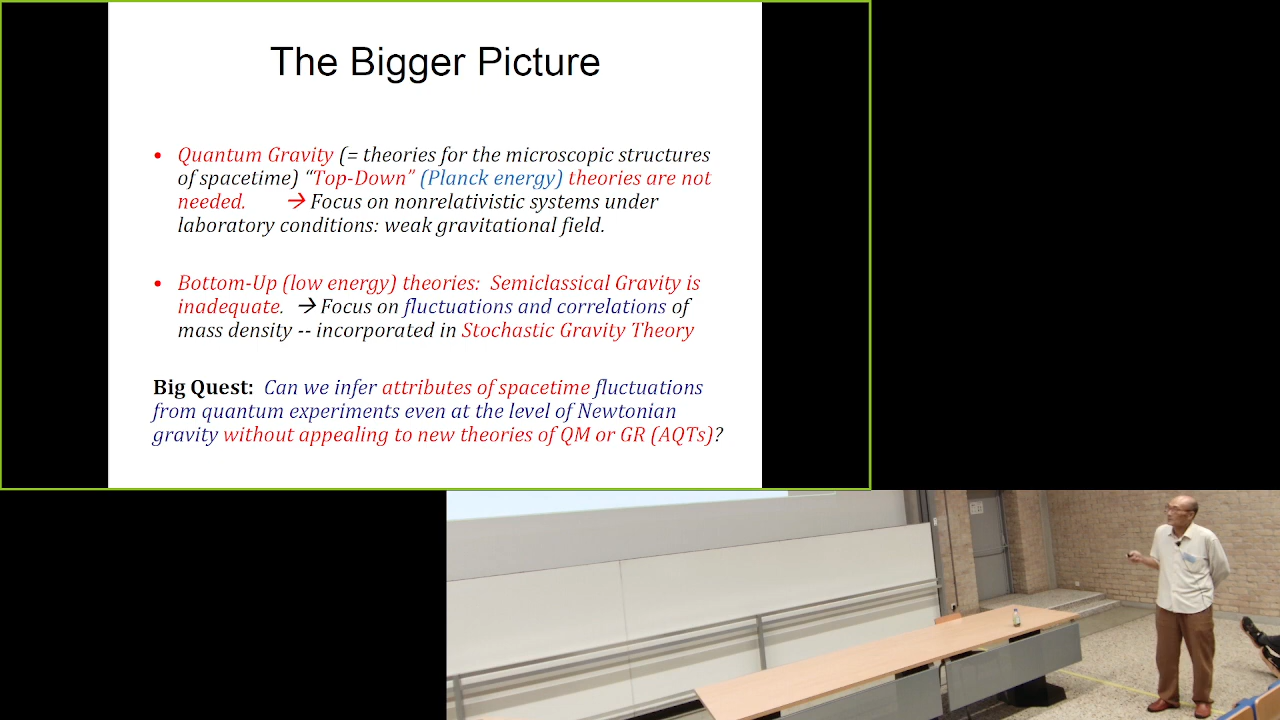 The Bigger Picture
• Quantum Gravity (= theories for the microscopic structures
of spacetime) “Top-Down” (Planck energy) theories are not
needed. → Focus on nonrelativistic systems under
laboratory conditions: weak gravitational field.
• Bottom-Up (low energy) theories: Semiclassical Gravity is
inadequate. → Focus on fluctuations and correlations of
mass density -- incorporated in Stochastic Gravity Theory
Big Quest: Can we infer attributes of spacetime fluctuations
from quantum experiments even at the level of Newtonian
gravity without appealing to new theories of QM or GR (AQTs)?